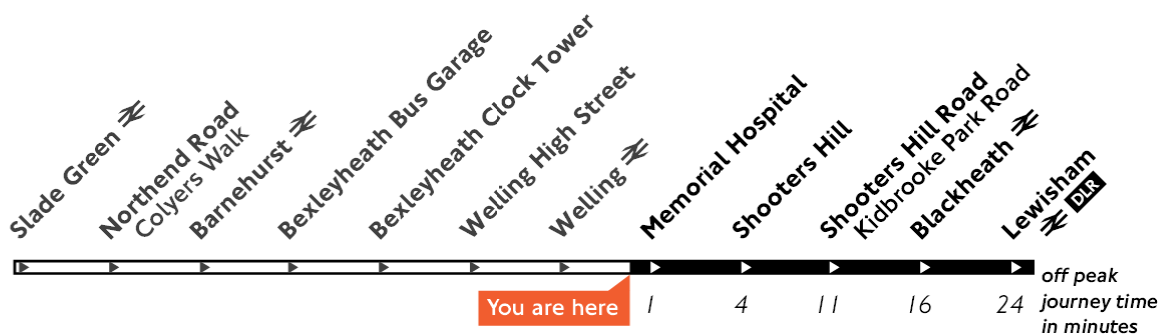 Slade Green
Northend Road
Colyers Walk
Barnehurst
Bexleyheath Bus Garage
Bexleyheath Clock Tower
Welling High Street
Welling
Memorial Hospital
Shooters Hill
Shooters Hill Road
Kidbrooke Park Road
Blackheath
Lewisham
DLR
You are here
1 4 11 16 24
off peak
journey time
in minutes